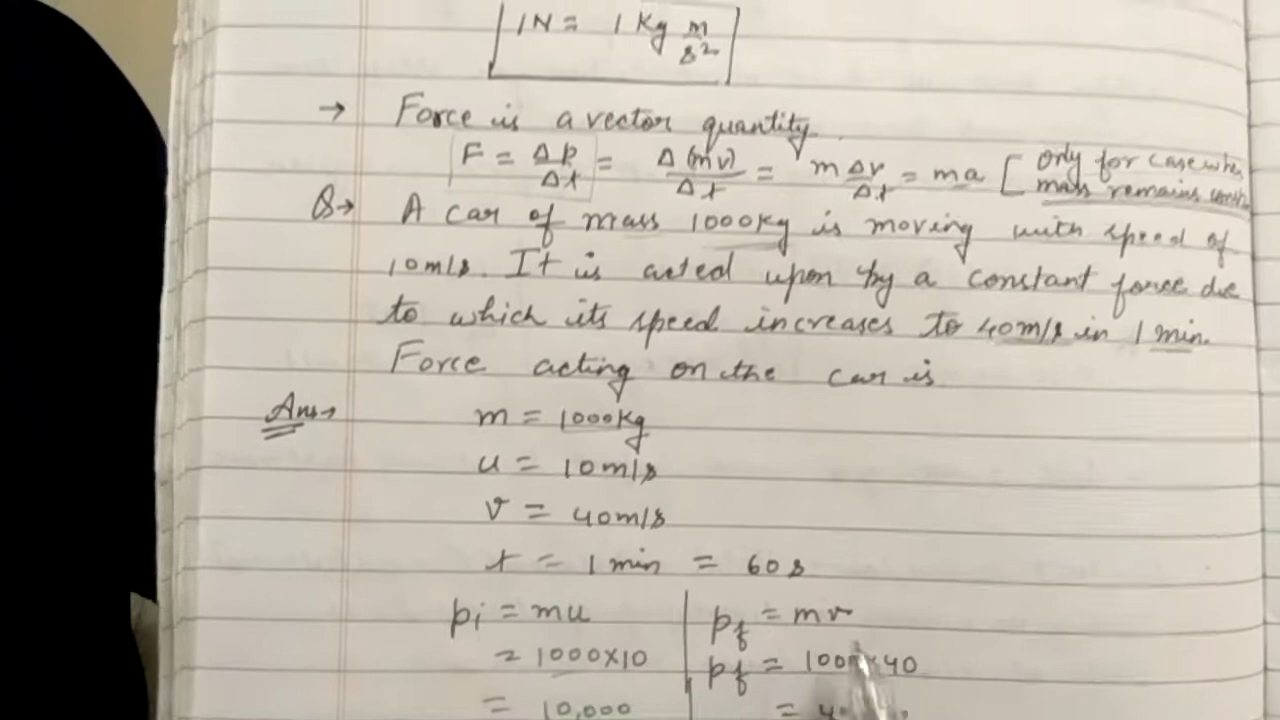 1N = 1 Kg m/s²
→ Force is a vector quantity.
F = Δp/Δt = Δ(mv)/Δt = m Δv/Δt = ma [only for case
mass remains
Q→ A car of mass 1000kg is moving with speed of
10m/s. It is acted upon by a constant force due
to which its speed increases to 40m/s in 1 min.
Force acting on the car is
Ans→ m = 1000kg
u = 10m/s
v = 40m/s
t = 1 min = 60s
pi = mu | pf = mv
= 1000×10 | pf = 1000×40
= 10,000 | =